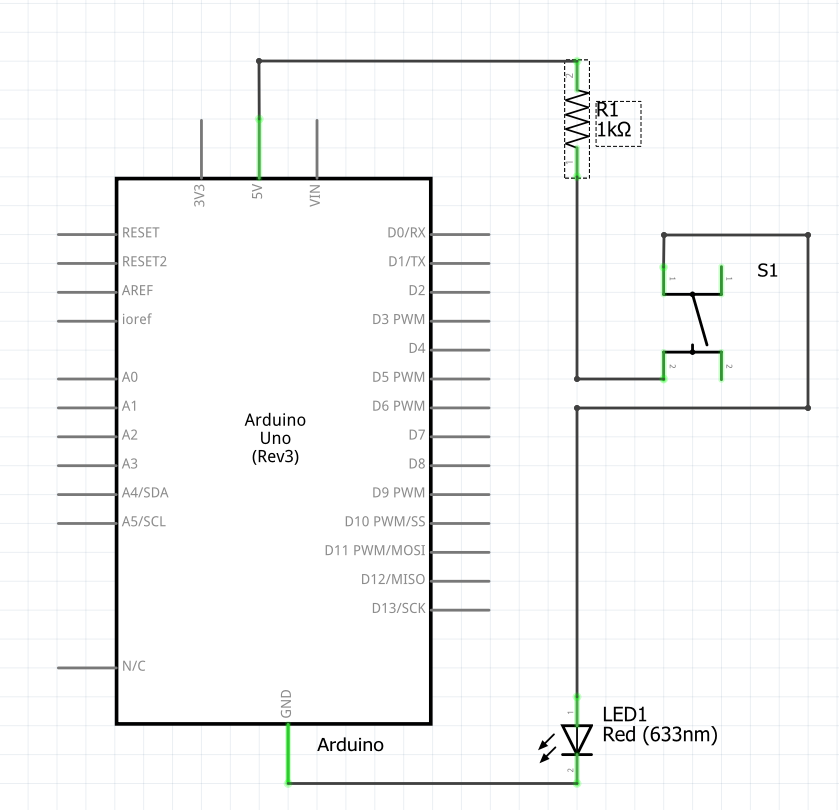 2
R1
1kΩ
1
3V3
5V
VIN
RESET
D0/RX
RESET2
D1/TX
AREF
D2
ioref
D3 PWM
D4
A0
D5 PWM
A1
D6 PWM
A2
D7
A3
D8
A4/SDA
D9 PWM
A5/SCL
D10 PWM/SS
D11 PWM/MOSI
D12/MISO
D13/SCK
N/C
GND
Arduino
Uno
(Rev3)
Arduino
S1
1
1
2
2
1
LED1
Red (633nm)
2